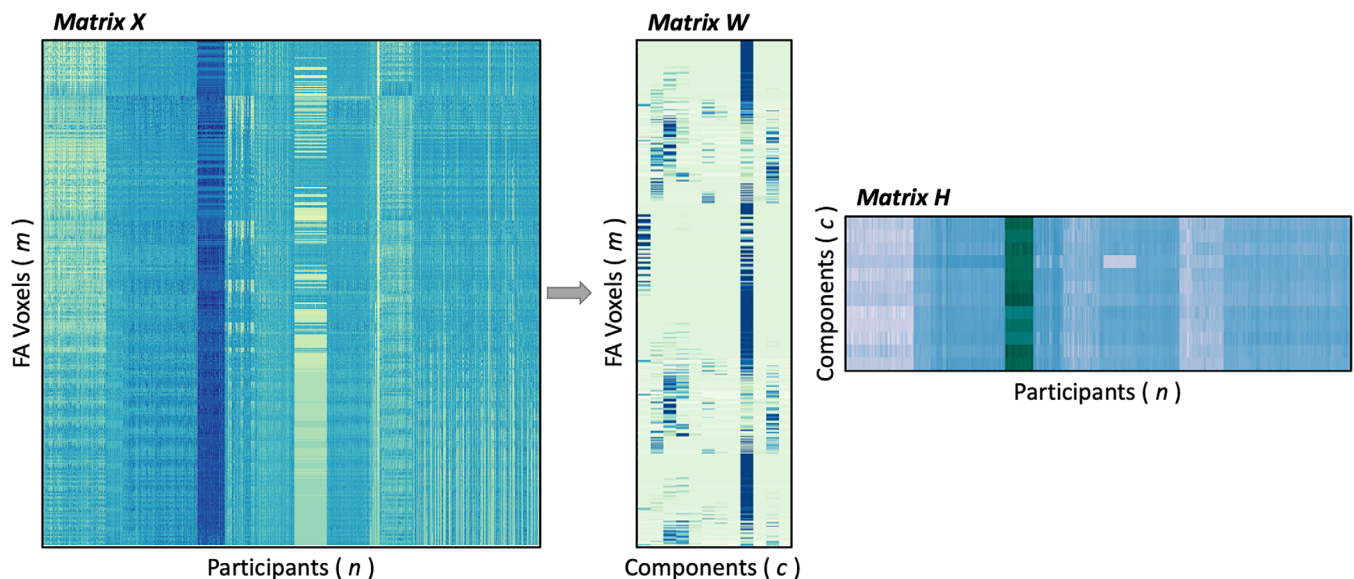 Matrix X
FA Voxels ( m )
Participants ( n )
Matrix W
FA Voxels ( m )
Components ( c )
Matrix H
Components ( c )
Participants ( n )